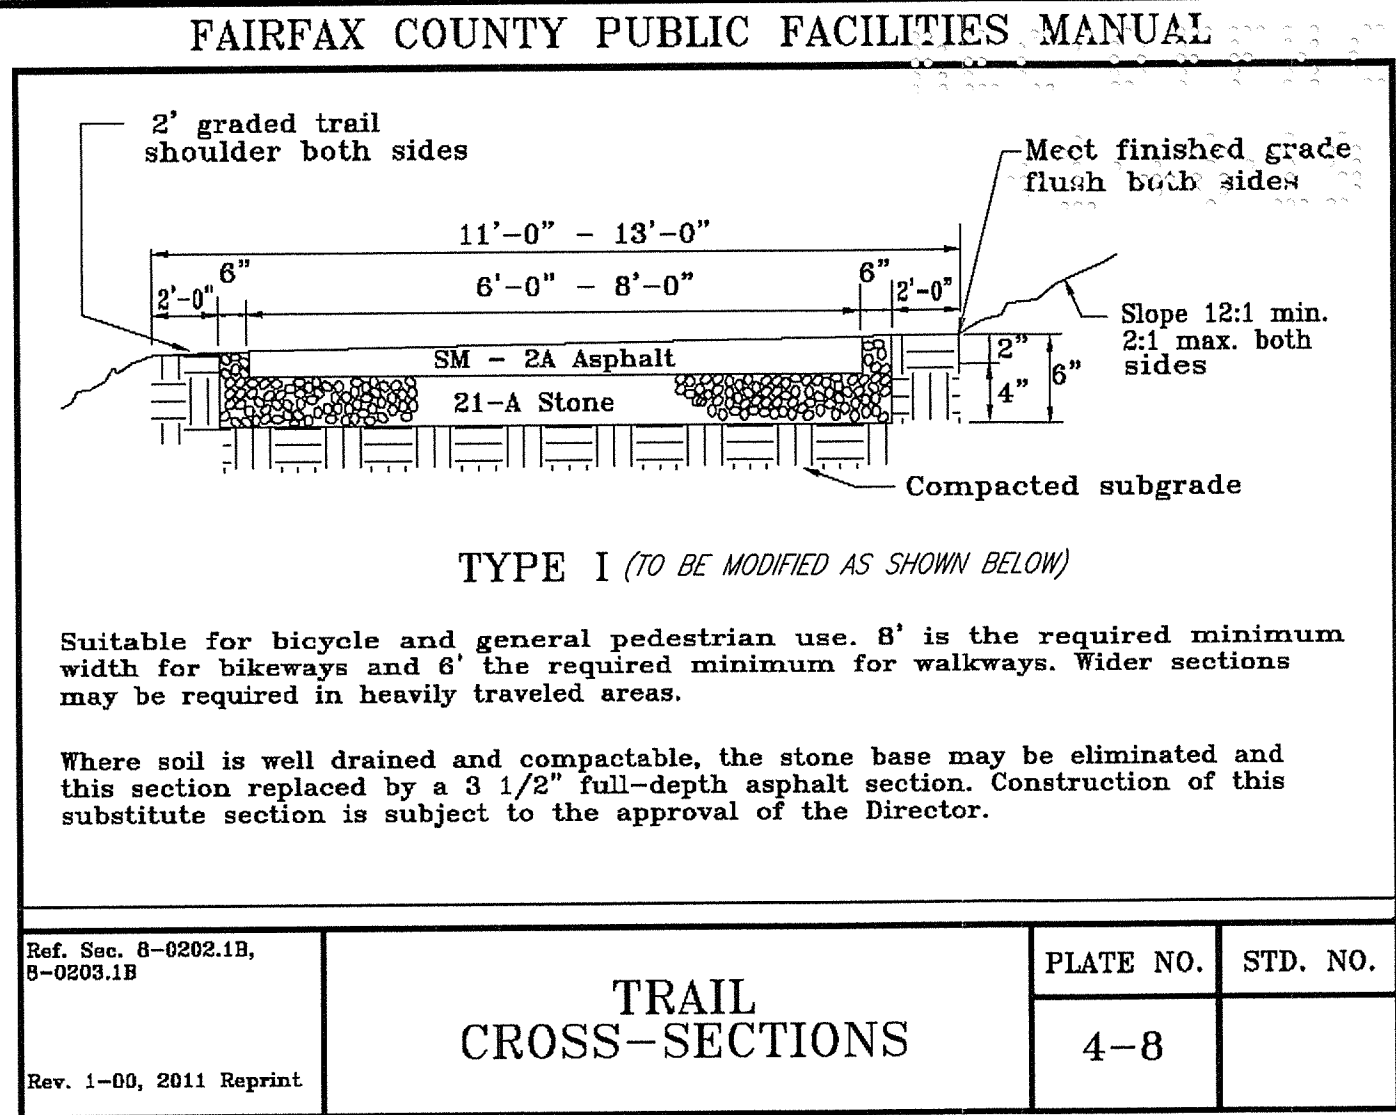 FAIRFAX COUNTY PUBLIC FACILITIES MANUAL
2' graded trail
shoulder both sides
Meet finished grade
flush both sides
11'-0" - 13'-0"
6"
6'-0" - 8'-0"
6"
2'-0"
2'-0"
Slope 12:1 min.
2:1 max. both
sides
SM - 2A Asphalt
2"
6"
4"
21-A Stone
Compacted subgrade
TYPE I (TO BE MODIFIED AS SHOWN BELOW)
Suitable for bicycle and general pedestrian use. 8' is the required minimum
width for bikeways and 6' the required minimum for walkways. Wider sections
may be required in heavily traveled areas.
Where soil is well drained and compactable, the stone base may be eliminated and
this section replaced by a 3 1/2" full-depth asphalt section. Construction of this
substitute section is subject to the approval of the Director.
Ref. Sec. 8-0202.1B,
8-0203.1B
Rev. 1-00, 2011 Reprint
TRAIL
CROSS-SECTIONS
PLATE NO.
4-8
STD. NO.